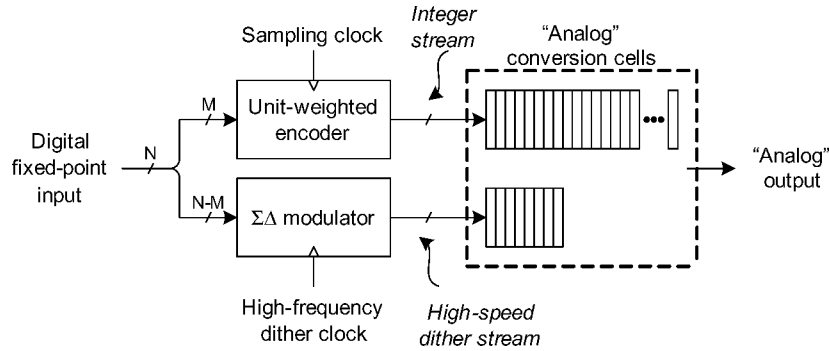 Sampling clock
Integer
stream
“Analog”
conversion cells
M
Unit-weighted
encoder
Digital
fixed-point
input
N
“Analog”
output
N-M
ΣΔ modulator
High-frequency
dither clock
High-speed
dither stream